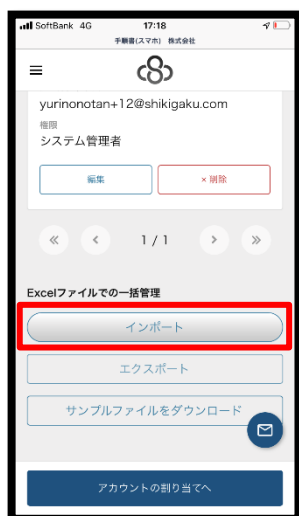 SoftBank 4G 17:18
手順書(スマホ) 株式会社
yurinonotan+12@shikigaku.com
権限
システム管理者
編集 × 削除
« ‹ 1 / 1 › »
Excelファイルでの一括管理
インポート
エクスポート
サンプルファイルをダウンロード
アカウントの割り当てへ